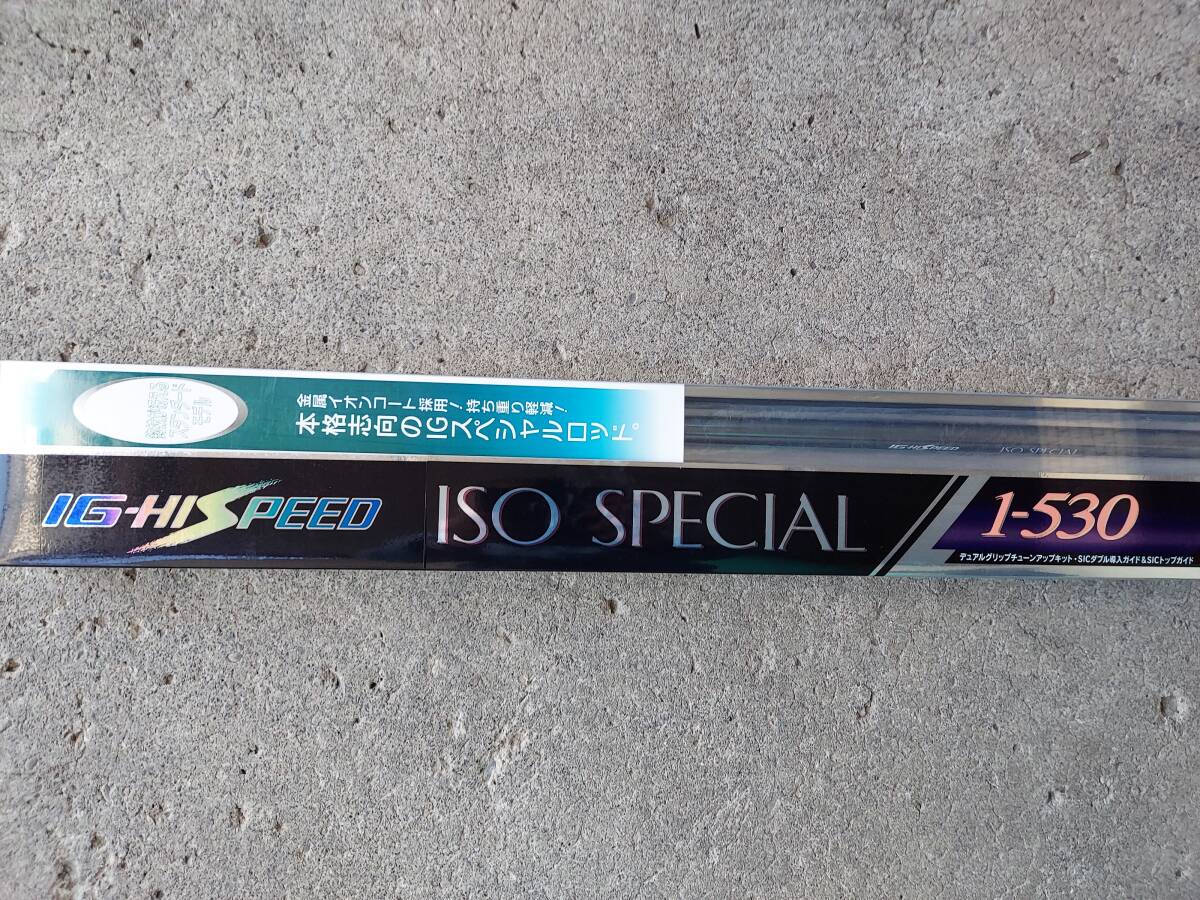 金属イオンコート採用! 持ち重り軽減!
本格志向のIGスペシャルロッド。
IG-HISPEED ISO SPECIAL
IG-HISPEED ISO SPECIAL 1-530
デュアルグリップチューンアップキット・SICダブル導入ガイド&SICトップガイド